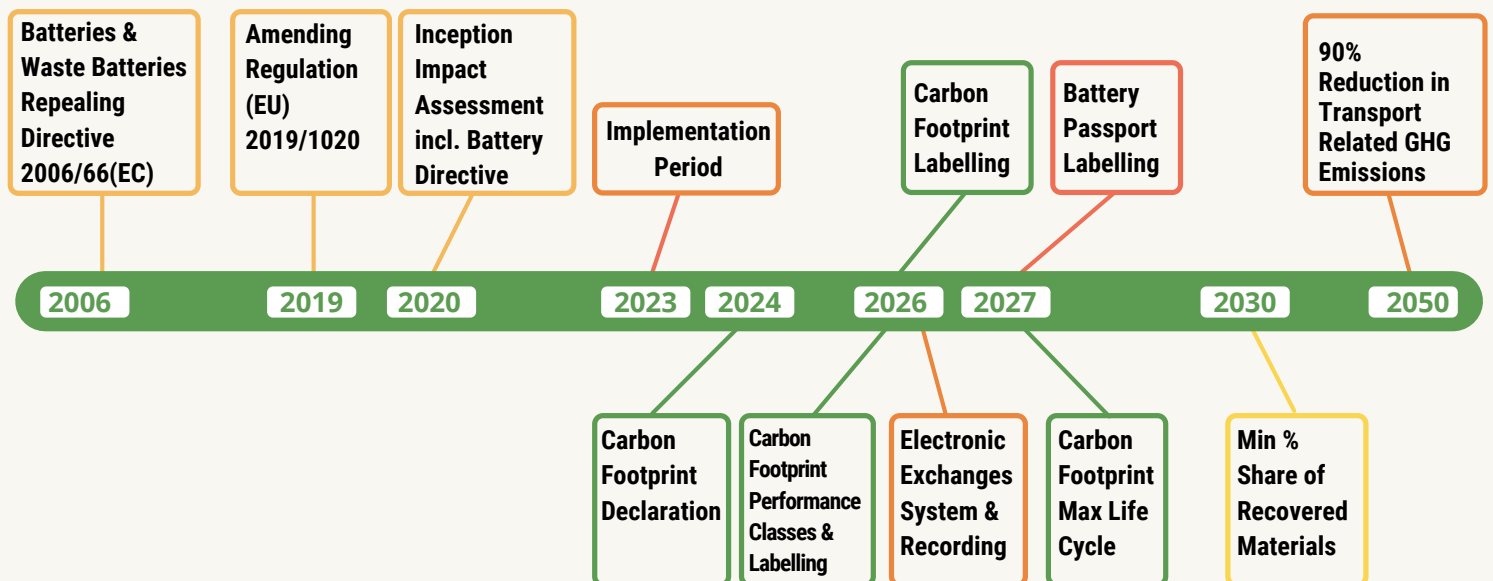 Batteries &
Waste Batteries
Repealing
Directive
2006/66(EC)
Amending
Regulation
(EU)
2019/1020
Inception
Impact
Assessment
incl. Battery
Directive
Implementation
Period
Carbon
Footprint
Labelling
Battery
Passport
Labelling
90%
Reduction in
Transport
Related GHG
Emissions
2006
2019
2020
2023
2024
2026
2027
2030
2050
Carbon
Footprint
Declaration
Carbon
Footprint
Performance
Classes &
Labelling
Electronic
Exchanges
System &
Recording
Carbon
Footprint
Max Life
Cycle
Min %
Share of
Recovered
Materials